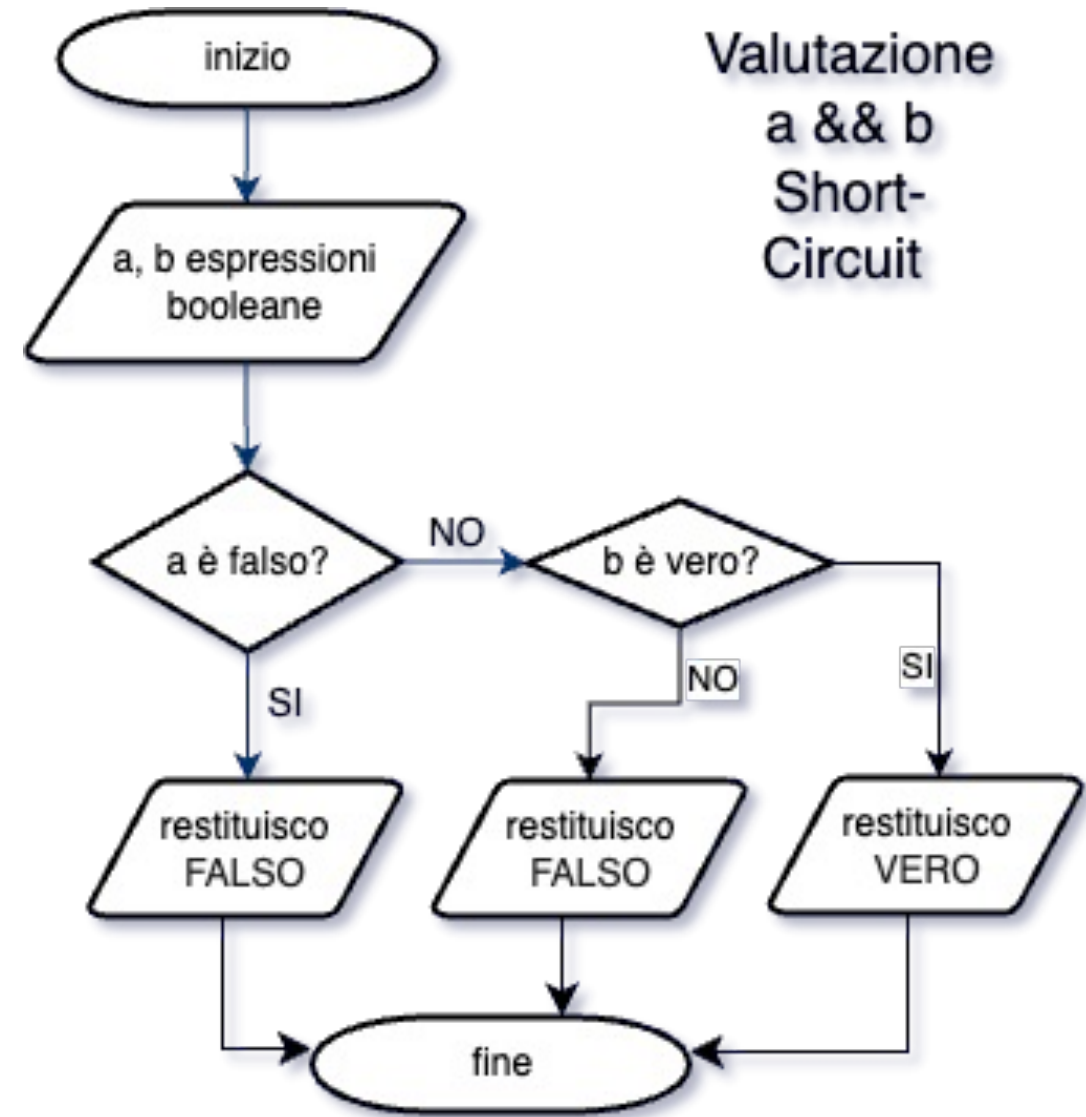 inizio
Valutazione
a && b
Short-
Circuit
a, b espressioni
booleane
a è falso?
NO
b è vero?
SI
NO
SI
restituisco
FALSO
restituisco
FALSO
restituisco
VERO
fine